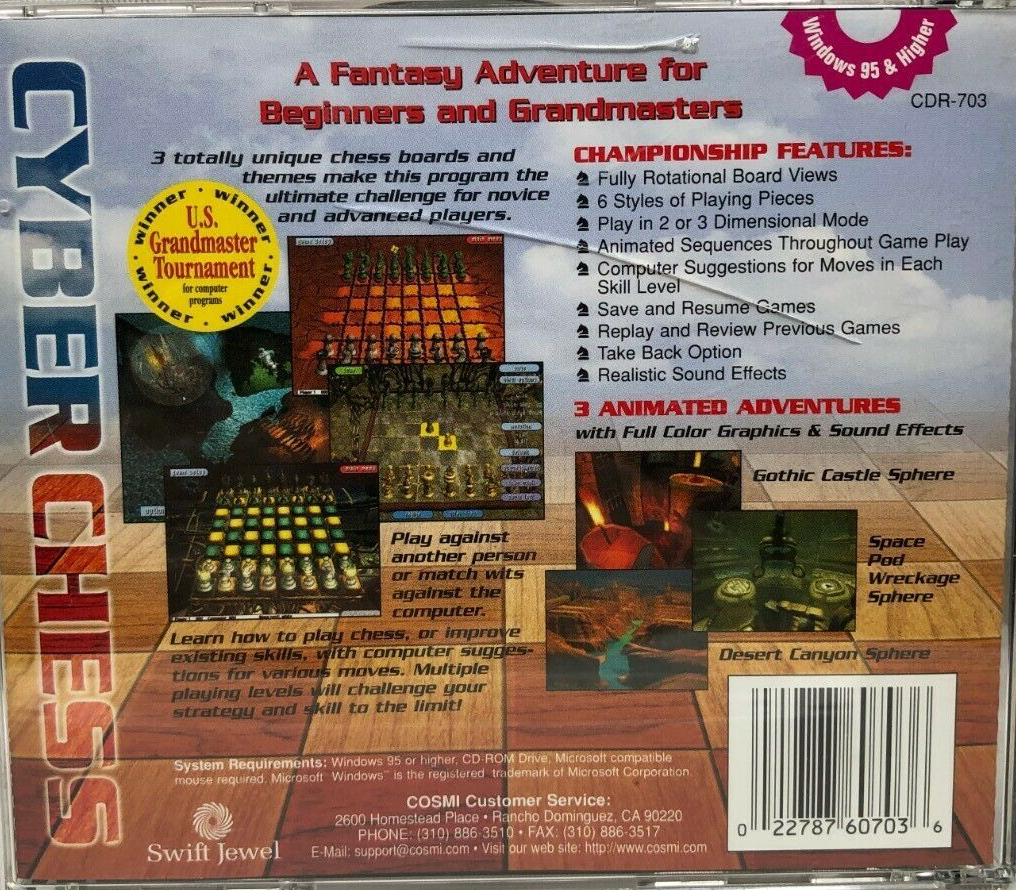 CYBERCHESS
Windows 95 & Higher
CDR-703
A Fantasy Adventure for
Beginners and Grandmasters
3 totally unique chess boards and
themes make this program the
ultimate challenge for novice
and advanced players.
winner • winner • winner • winner
U.S.
Grandmaster
Tournament
for computer
programs
CHAMPIONSHIP FEATURES:
Fully Rotational Board Views
6 Styles of Playing Pieces
Play in 2 or 3 Dimensional Mode
Animated Sequences Throughout Game Play
Computer Suggestions for Moves in Each
Skill Level
Save and Resume Games
Replay and Review Previous Games
Take Back Option
Realistic Sound Effects
3 ANIMATED ADVENTURES
with Full Color Graphics & Sound Effects
Gothic Castle Sphere
Space
Pod
Wreckage
Sphere
Desert Canyon Sphere
Play against
another person
or match wits
against the
computer.
Learn how to play chess, or improve
existing skills, with computer sugges-
tions for various moves. Multiple
playing levels will challenge your
strategy and skill to the limit!
System Requirements: Windows 95 or higher, CD-ROM Drive, Microsoft compatible
mouse required. Microsoft Windows™ is the registered trademark of Microsoft Corporation.
COSMI Customer Service:
2600 Homestead Place • Rancho Dominguez, CA 90220
PHONE: (310) 886-3510 • FAX: (310) 886-3517
E-Mail: support@cosmi.com • Visit our web site: http://www.cosmi.com
Swift Jewel
0 22787 60703 6